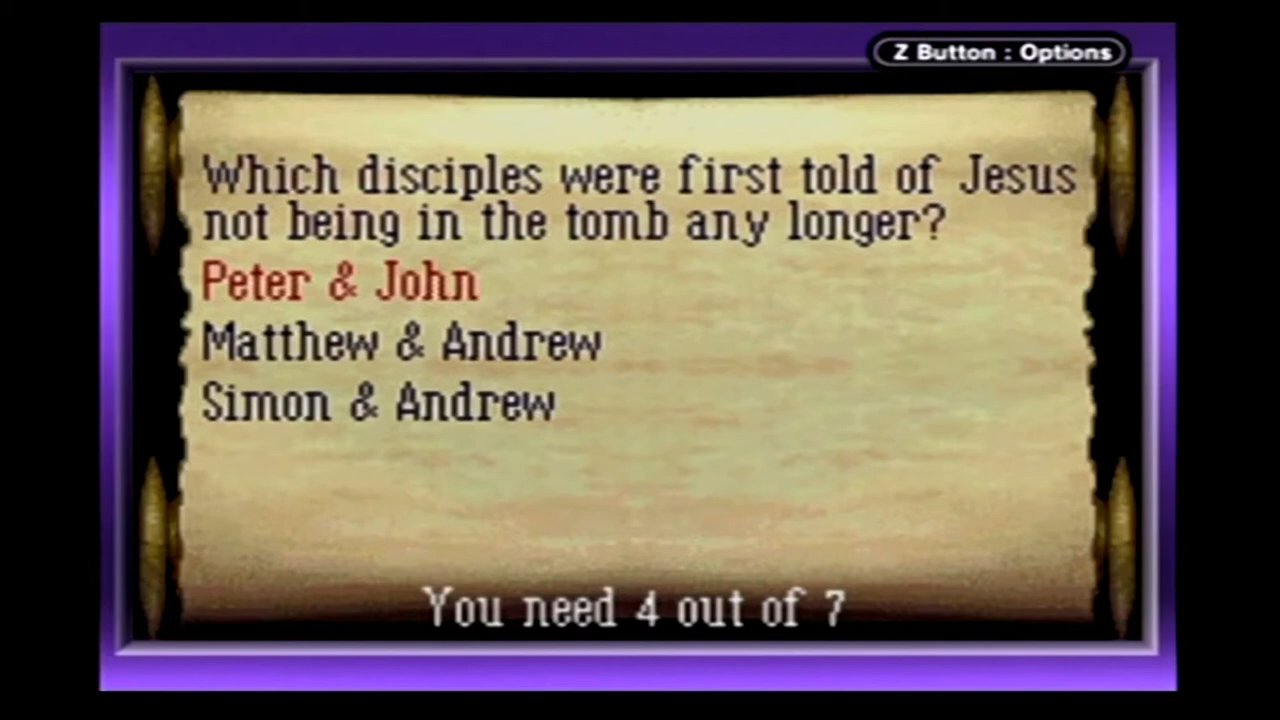 Z Button : Options
Which disciples were first told of Jesus
not being in the tomb any longer?
Peter & John
Matthew & Andrew
Simon & Andrew
You need 4 out of 7